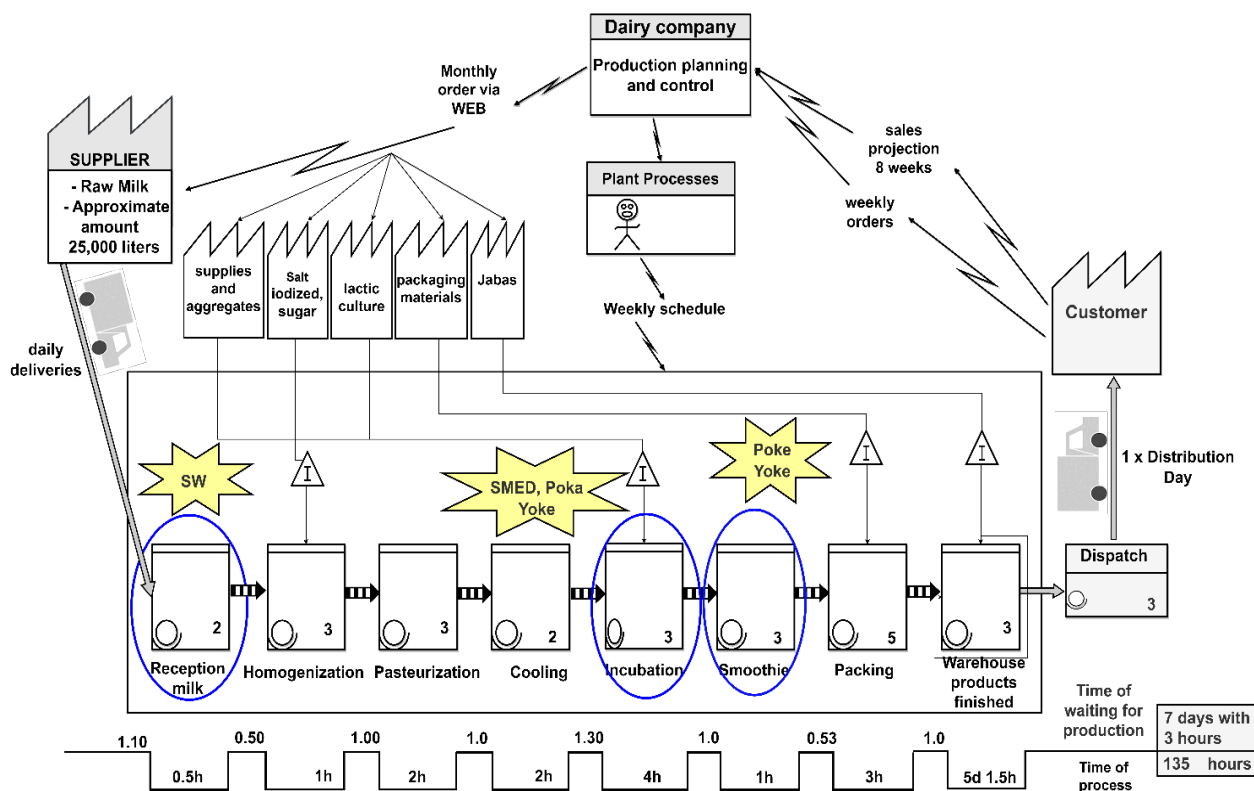 Dairy company
Production planning
and control
Monthly
order via
WEB
sales
projection
8 weeks
weekly
orders
SUPPLIER
- Raw Milk
- Approximate
amount
25,000 liters
Plant Processes
supplies and
aggregates
Salt
iodized,
sugar
lactic
culture
packaging
materials
Jabas
Weekly schedule
Customer
daily
deliveries
1 x Distribution
Day
SW
SMED, Poka
Yoke
Poke
Yoke
I
I
I
I
2
3
3
2
3
3
5
3
Dispatch
3
Reception
milk
Homogenization
Pasteurization
Cooling
Incubation
Smoothie
Packing
Warehouse
products
finished
Time of
waiting for
production
7 days with
3 hours
1.10
0.50
1.00
1.0
1.30
1.0
0.53
1.0
0.5h
1h
2h
2h
4h
1h
3h
5d 1.5h
Time of
process
135 hours